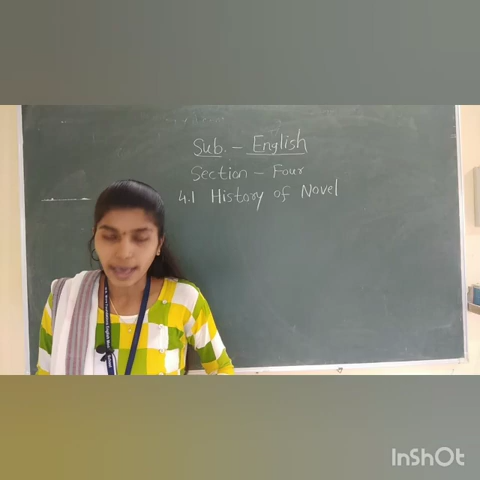 Sub. - English
Section - Four
4.1 History of Novel
InShOt